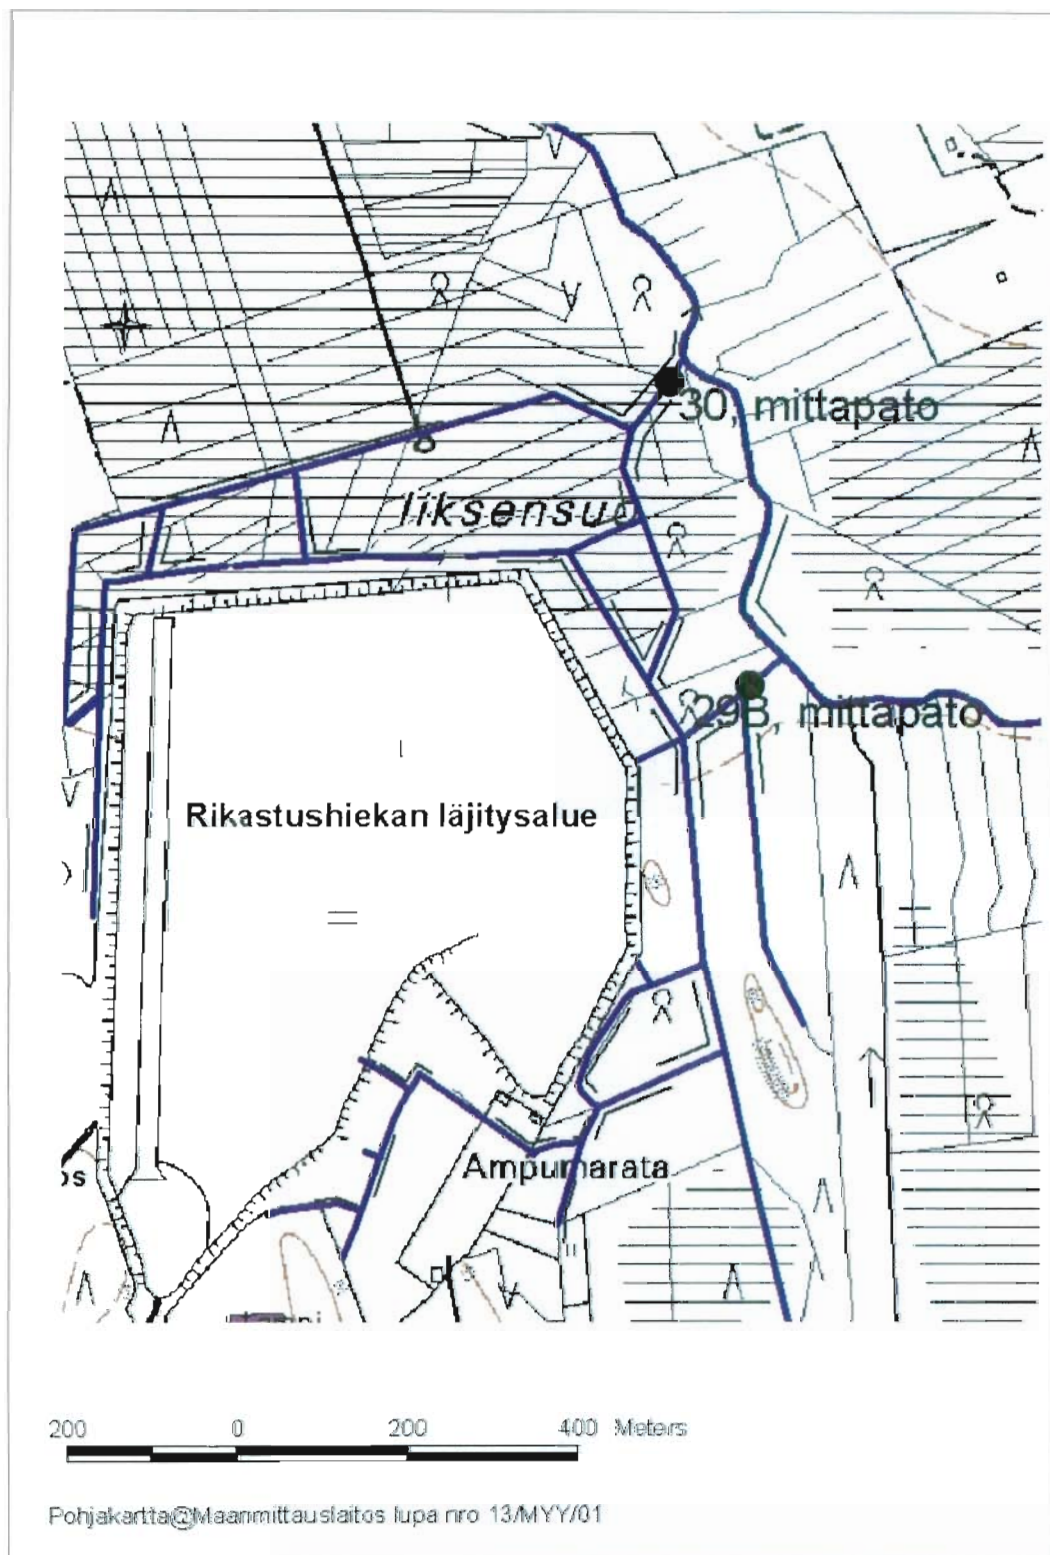 30, mittapato
Iiksensuo
29B, mittapato
Rikastushiekan läjitysalue
Ampumarata
os
200 0 200 400 Meters
Pohjakartta@Maanmittauslaitos lupa nro 13/MYY/01